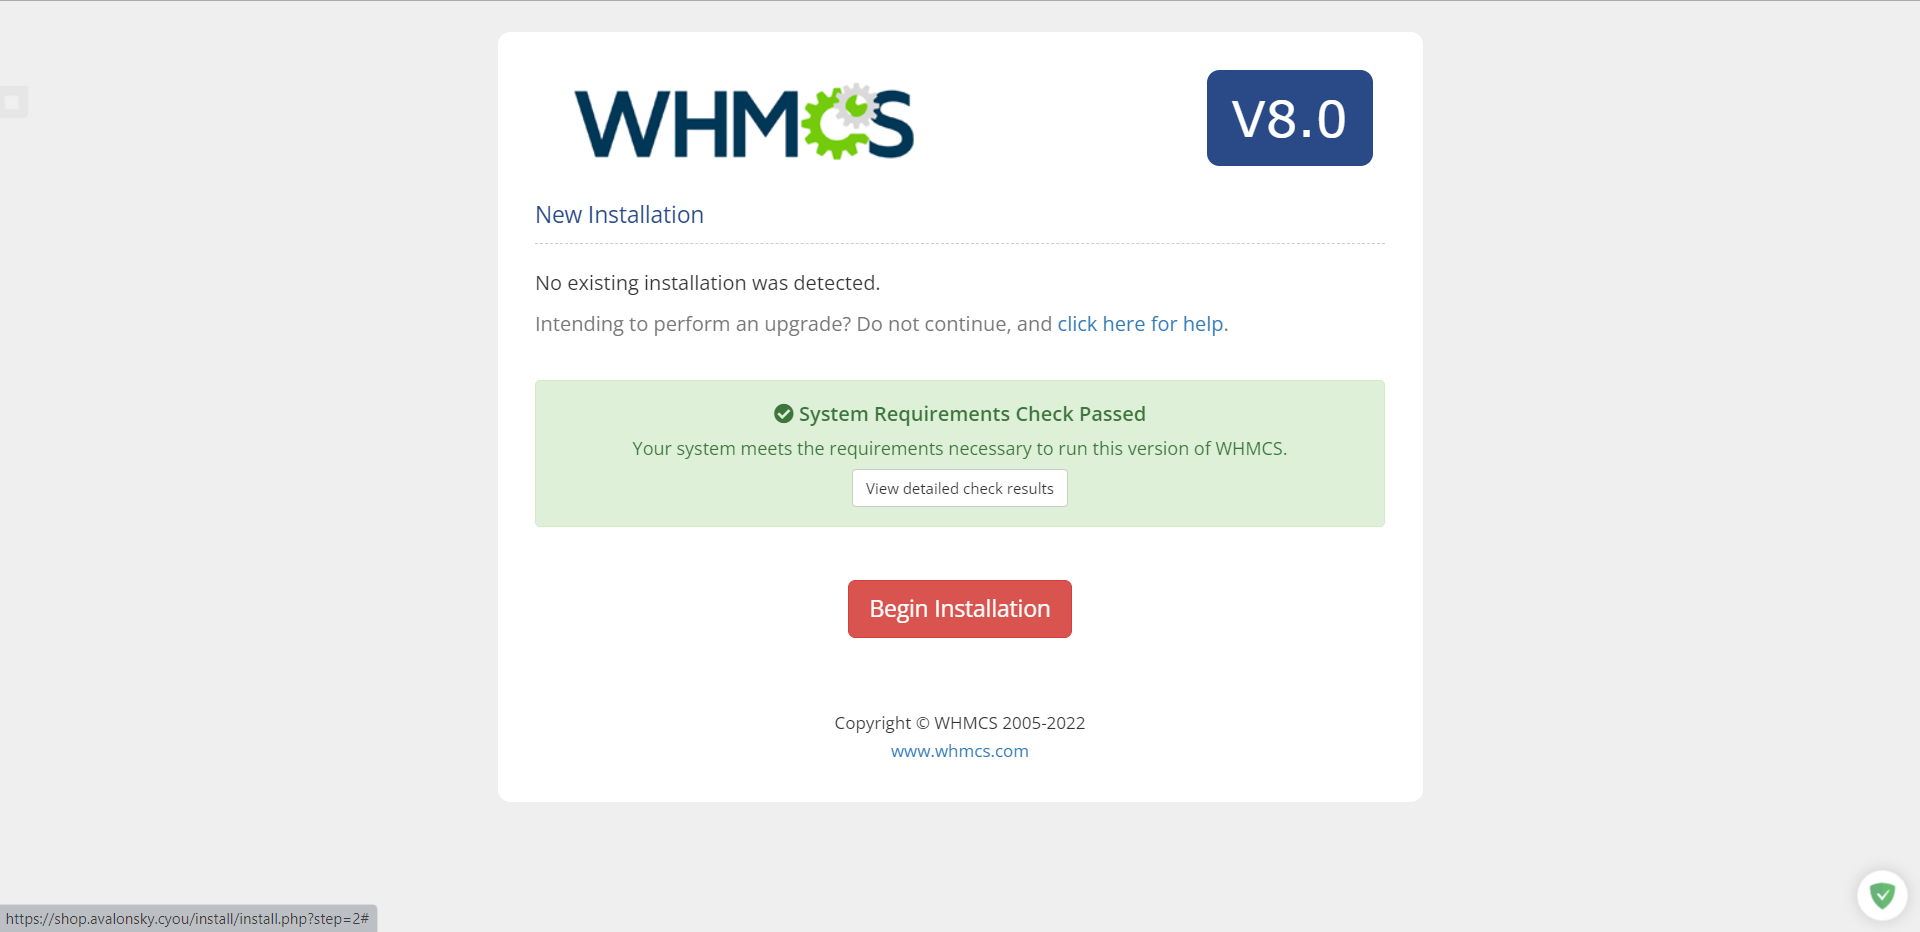 WHMCS
V8.0
New Installation
No existing installation was detected.
Intending to perform an upgrade? Do not continue, and click here for help.
System Requirements Check Passed
Your system meets the requirements necessary to run this version of WHMCS.
View detailed check results
Begin Installation
Copyright © WHMCS 2005-2022
www.whmcs.com
https://shop.avalonsky.cyou/install/install.php?step=2#